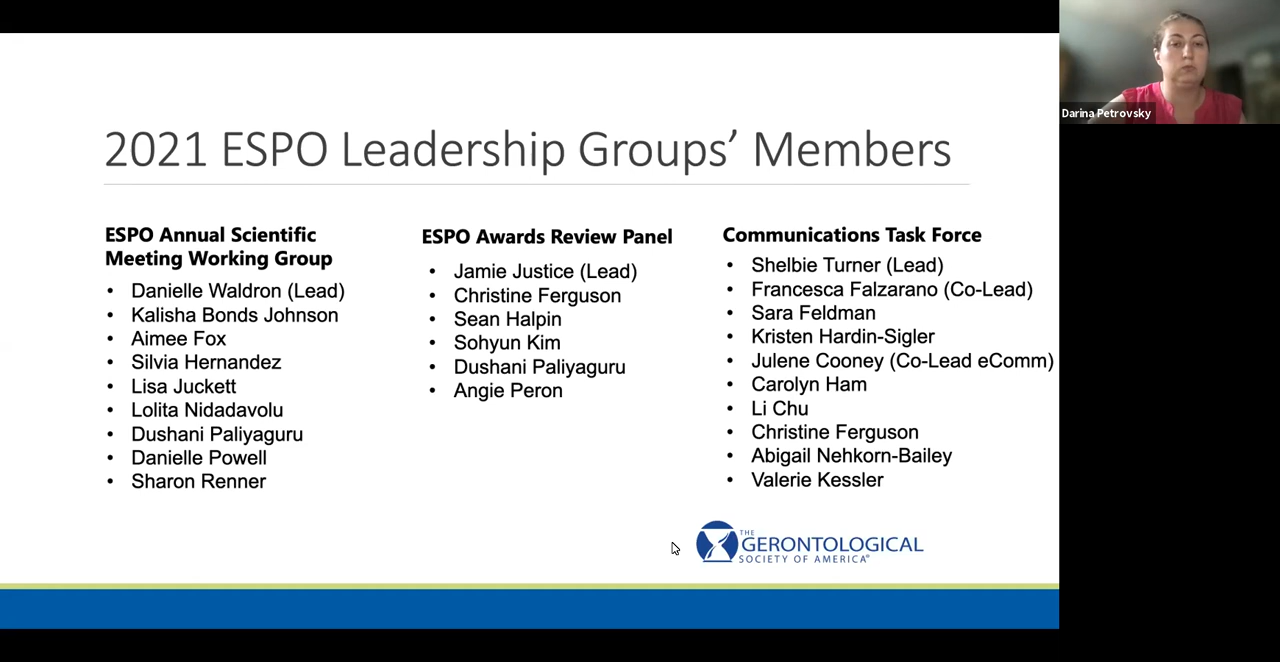 2021 ESPO Leadership Groups’ Members
ESPO Annual Scientific
Meeting Working Group
• Danielle Waldron (Lead)
• Kalisha Bonds Johnson
• Aimee Fox
• Silvia Hernandez
• Lisa Juckett
• Lolita Nidadavolu
• Dushani Paliyaguru
• Danielle Powell
• Sharon Renner
ESPO Awards Review Panel
• Jamie Justice (Lead)
• Christine Ferguson
• Sean Halpin
• Sohyun Kim
• Dushani Paliyaguru
• Angie Peron
Communications Task Force
• Shelbie Turner (Lead)
• Francesca Falzarano (Co-Lead)
• Sara Feldman
• Kristen Hardin-Sigler
• Julene Cooney (Co-Lead eComm)
• Carolyn Ham
• Li Chu
• Christine Ferguson
• Abigail Nehkorn-Bailey
• Valerie Kessler
THE
GERONTOLOGICAL
SOCIETY OF AMERICA®
Darina Petrovsky